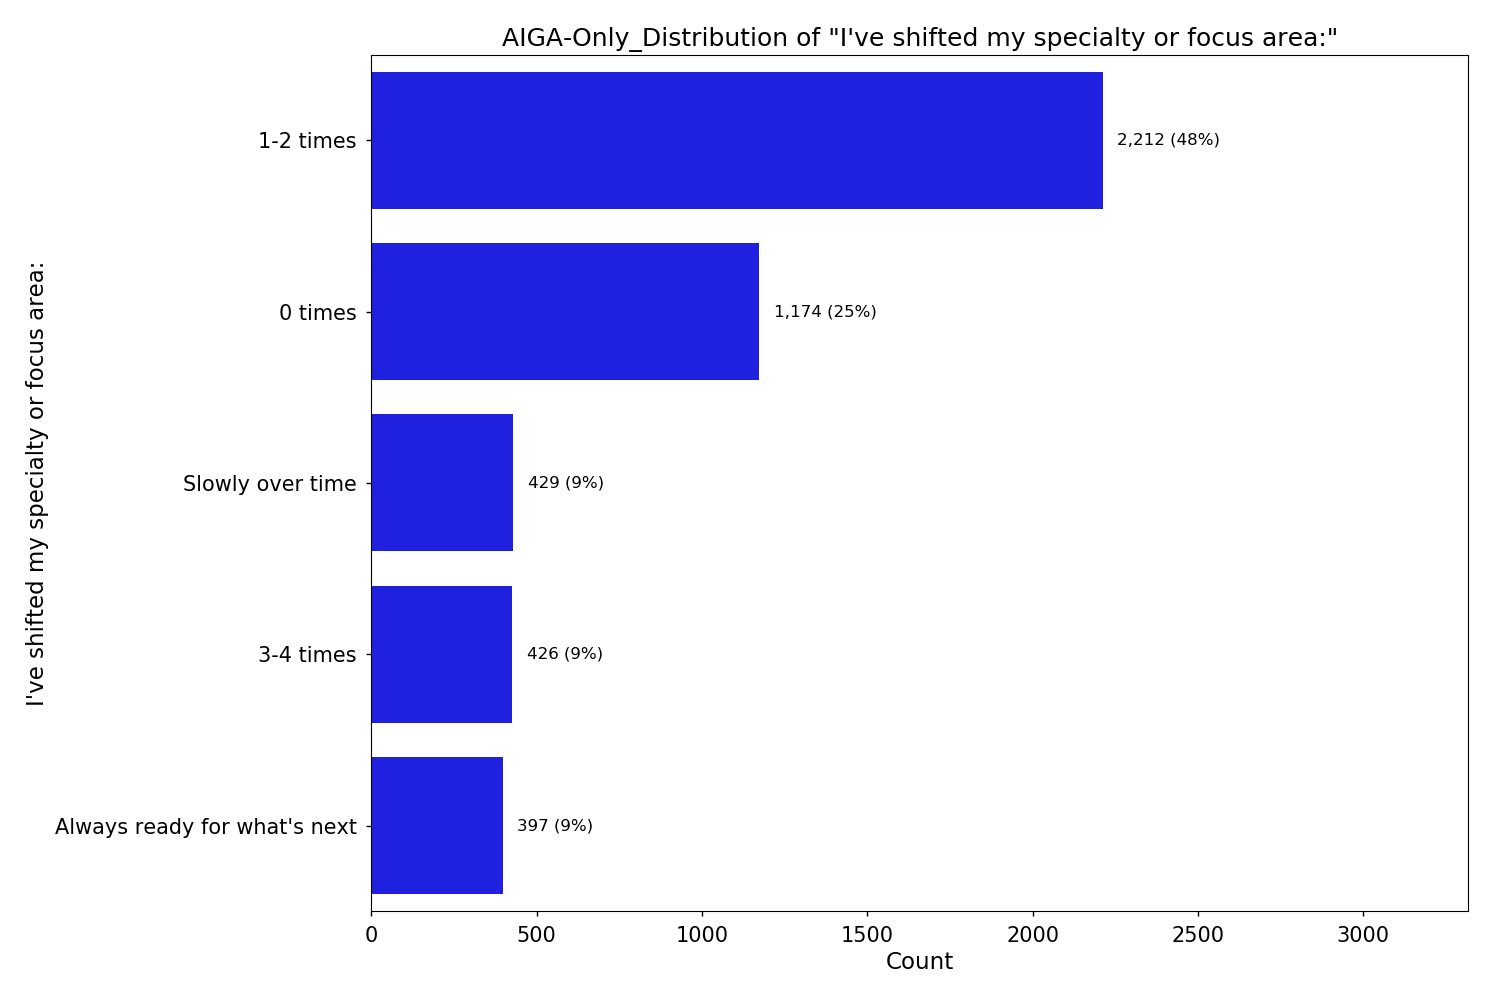 AIGA-Only_Distribution of "I've shifted my specialty or focus area:"
I've shifted my specialty or focus area:
1-2 times
2,212 (48%)
0 times
1,174 (25%)
Slowly over time
429 (9%)
3-4 times
426 (9%)
Always ready for what's next
397 (9%)
0 500 1000 1500 2000 2500 3000
Count